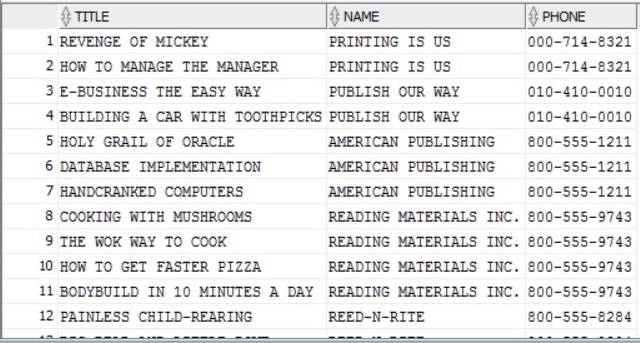 TITLE NAME PHONE
1 REVENGE OF MICKEY PRINTING IS US 000-714-8321
2 HOW TO MANAGE THE MANAGER PRINTING IS US 000-714-8321
3 E-BUSINESS THE EASY WAY PUBLISH OUR WAY 010-410-0010
4 BUILDING A CAR WITH TOOTHPICKS PUBLISH OUR WAY 010-410-0010
5 HOLY GRAIL OF ORACLE AMERICAN PUBLISHING 800-555-1211
6 DATABASE IMPLEMENTATION AMERICAN PUBLISHING 800-555-1211
7 HANDCRANKED COMPUTERS AMERICAN PUBLISHING 800-555-1211
8 COOKING WITH MUSHROOMS READING MATERIALS INC. 800-555-9743
9 THE WOK WAY TO COOK READING MATERIALS INC. 800-555-9743
10 HOW TO GET FASTER PIZZA READING MATERIALS INC. 800-555-9743
11 BODYBUILD IN 10 MINUTES A DAY READING MATERIALS INC. 800-555-9743
12 PAINLESS CHILD-REARING REED-N-RITE 800-555-8284